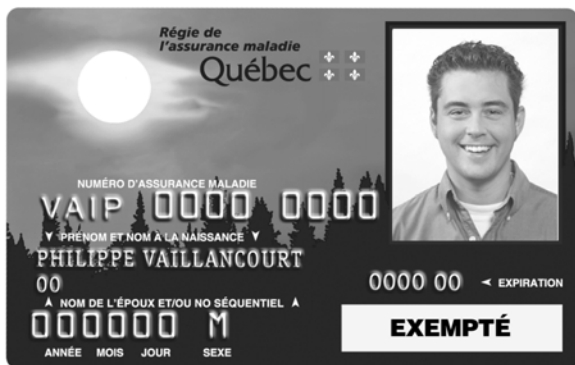 Régie de
l'assurance maladie
Québec
NUMÉRO D'ASSURANCE MALADIE
VAIP 0000 0000
PRÉNOM ET NOM À LA NAISSANCE
PHILIPPE VAILLANCOURT
00
0000 00 EXPIRATION
NOM DE L'ÉPOUX ET/OU NO SÉQUENTIEL
000000 M
EXEMPTÉ
ANNÉE MOIS JOUR SEXE